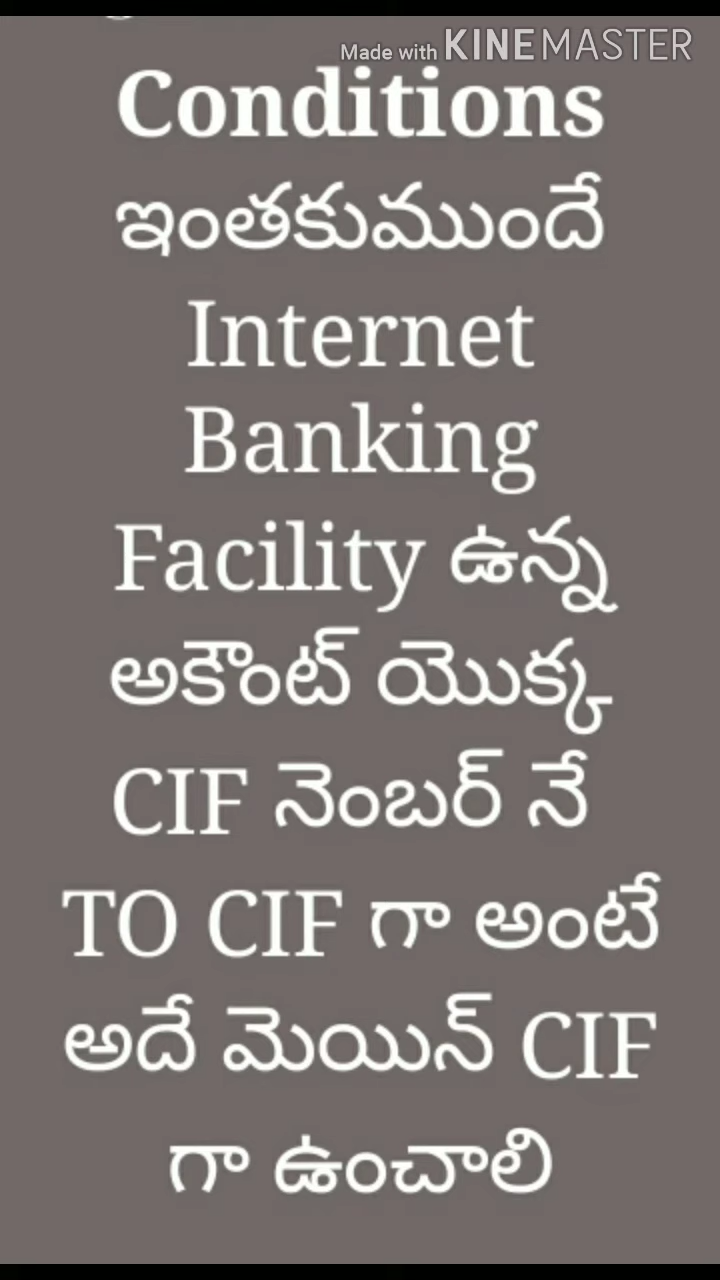 Made with KINEMASTER
Conditions
ఇంతకుముందే
Internet
Banking
Facility ఉన్న
అకౌంట్ యొక్క
CIF నెంబర్ నే
TO CIF గా అంటే
అదే మెయిన్ CIF
గా ఉంచాలి